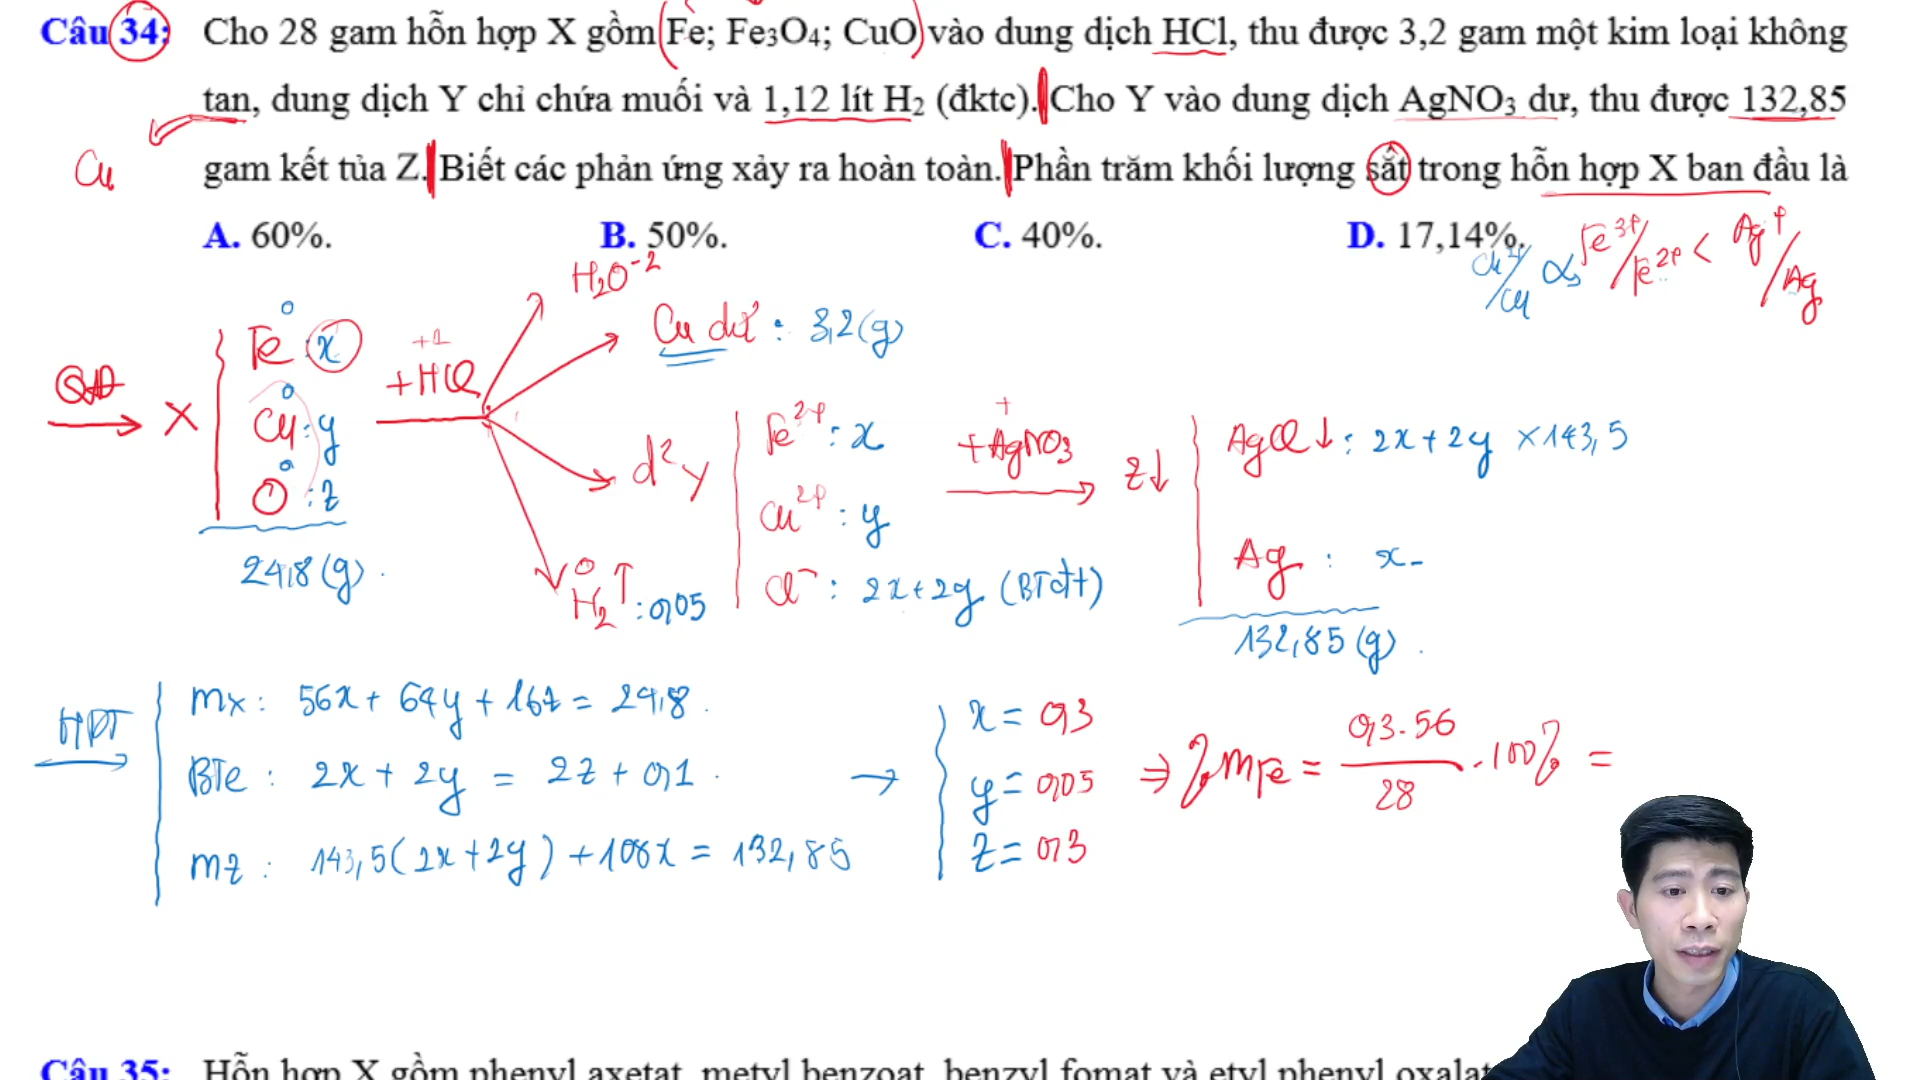 Câu 34: Cho 28 gam hỗn hợp X gồm (Fe; Fe3O4; CuO) vào dung dịch HCl, thu được 3,2 gam một kim loại không
tan, dung dịch Y chỉ chứa muối và 1,12 lít H2 (đktc). Cho Y vào dung dịch AgNO3 dư, thu được 132,85
Cu
gam kết tủa Z. Biết các phản ứng xảy ra hoàn toàn. Phần trăm khối lượng sắt trong hỗn hợp X ban đầu là
A. 60%. B. 50%. C. 40%. D. 17,14%.
Cu2+/Cu α Fe3+/Fe2+ < Ag+/Ag
H2O-2
Cu dư : 3,2(g)
QĐ
X
0
Fe : x
0
Cu : y
0
O : z
24,8(g).
+1
+HCl
d2 Y
Fe2+ : x
Cu2+ : y
Cl- : 2x+2y (BTĐT)
0
H2↑ : 0,05
+
+AgNO3
Z↓
AgCl↓ : 2x+2y ×143,5
Ag : x
132,85(g).
HPT
mX : 56x + 64y + 16z = 24,8.
BTe : 2x + 2y = 2z + 0,1.
mZ : 143,5(2x+2y) + 108x = 132,85
x = 0,3
y = 0,05
z = 0,3
⇒ %mFe = 0,3.56/28 .100% =
Câu 35: Hỗn hợp X gồm phenyl axetat, metyl benzoat, benzyl fomat và etyl phenyl oxalat